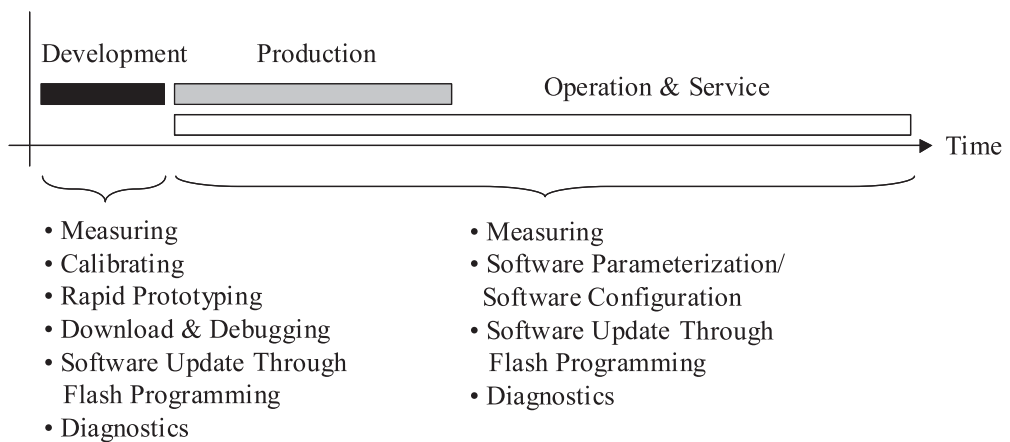 Development
Production
Operation & Service
Time
• Measuring
• Calibrating
• Rapid Prototyping
• Download & Debugging
• Software Update Through
Flash Programming
• Diagnostics
• Measuring
• Software Parameterization/
Software Configuration
• Software Update Through
Flash Programming
• Diagnostics